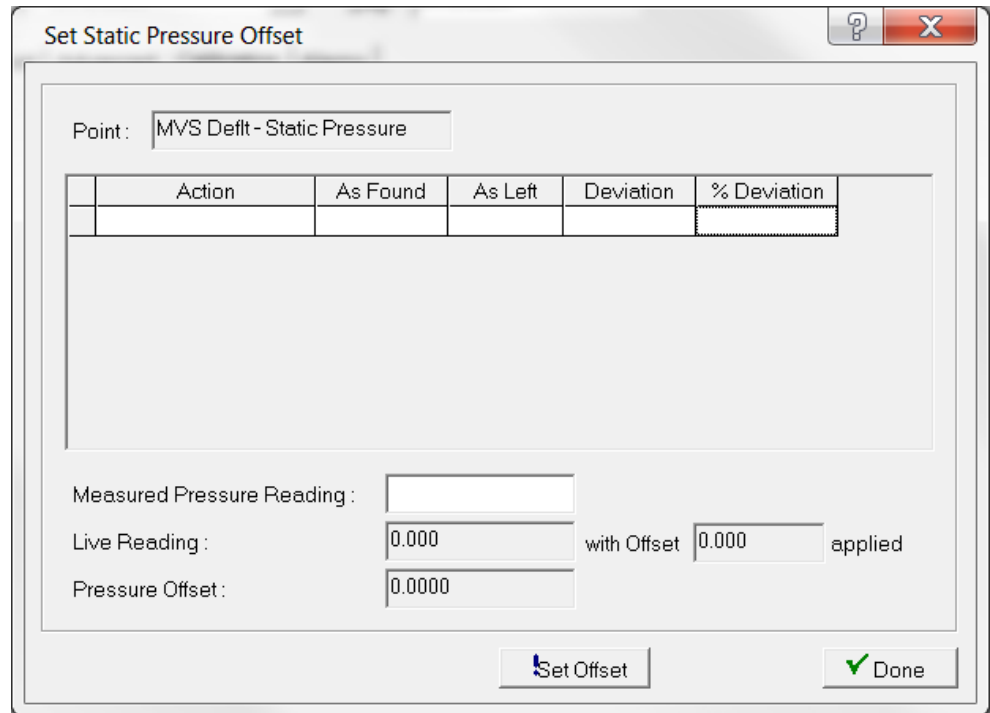 Set Static Pressure Offset
Point : MVS Deflt - Static Pressure
Action As Found As Left Deviation % Deviation
Measured Pressure Reading :
Live Reading : 0.000 with Offset 0.000 applied
Pressure Offset : 0.0000
Set Offset Done